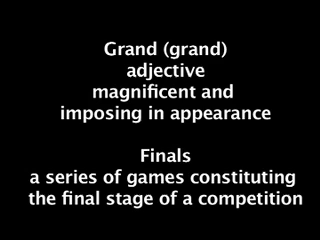 Grand (grand)
adjective
magnificent and
imposing in appearance
Finals
a series of games constituting
the final stage of a competition